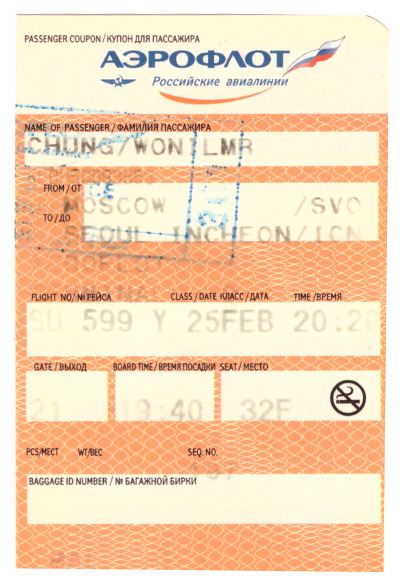 PASSENGER COUPON / КУПОН ДЛЯ ПАССАЖИРА
АЭРОФЛОТ
Российские авиалинии
NAME OF PASSENGER / ФАМИЛИЯ ПАССАЖИРА
CHUNG/WONILMR
FROM / ОТ
MOSCOW /SVO
TO / ДО
SEOUL INCHEON/ICN
FLIGHT NO/ № РЕЙСА CLASS / DATE КЛАСС / ДАТА TIME / ВРЕМЯ
SU 599 Y 25FEB 20:20
GATE / ВЫХОД BOARD TIME / ВРЕМЯ ПОСАДКИ SEAT / МЕСТО
21 19:40 32F
PCS/МЕСТ WT/ВЕС SEQ. NO.
BAGGAGE ID NUMBER / № БАГАЖНОЙ БИРКИ